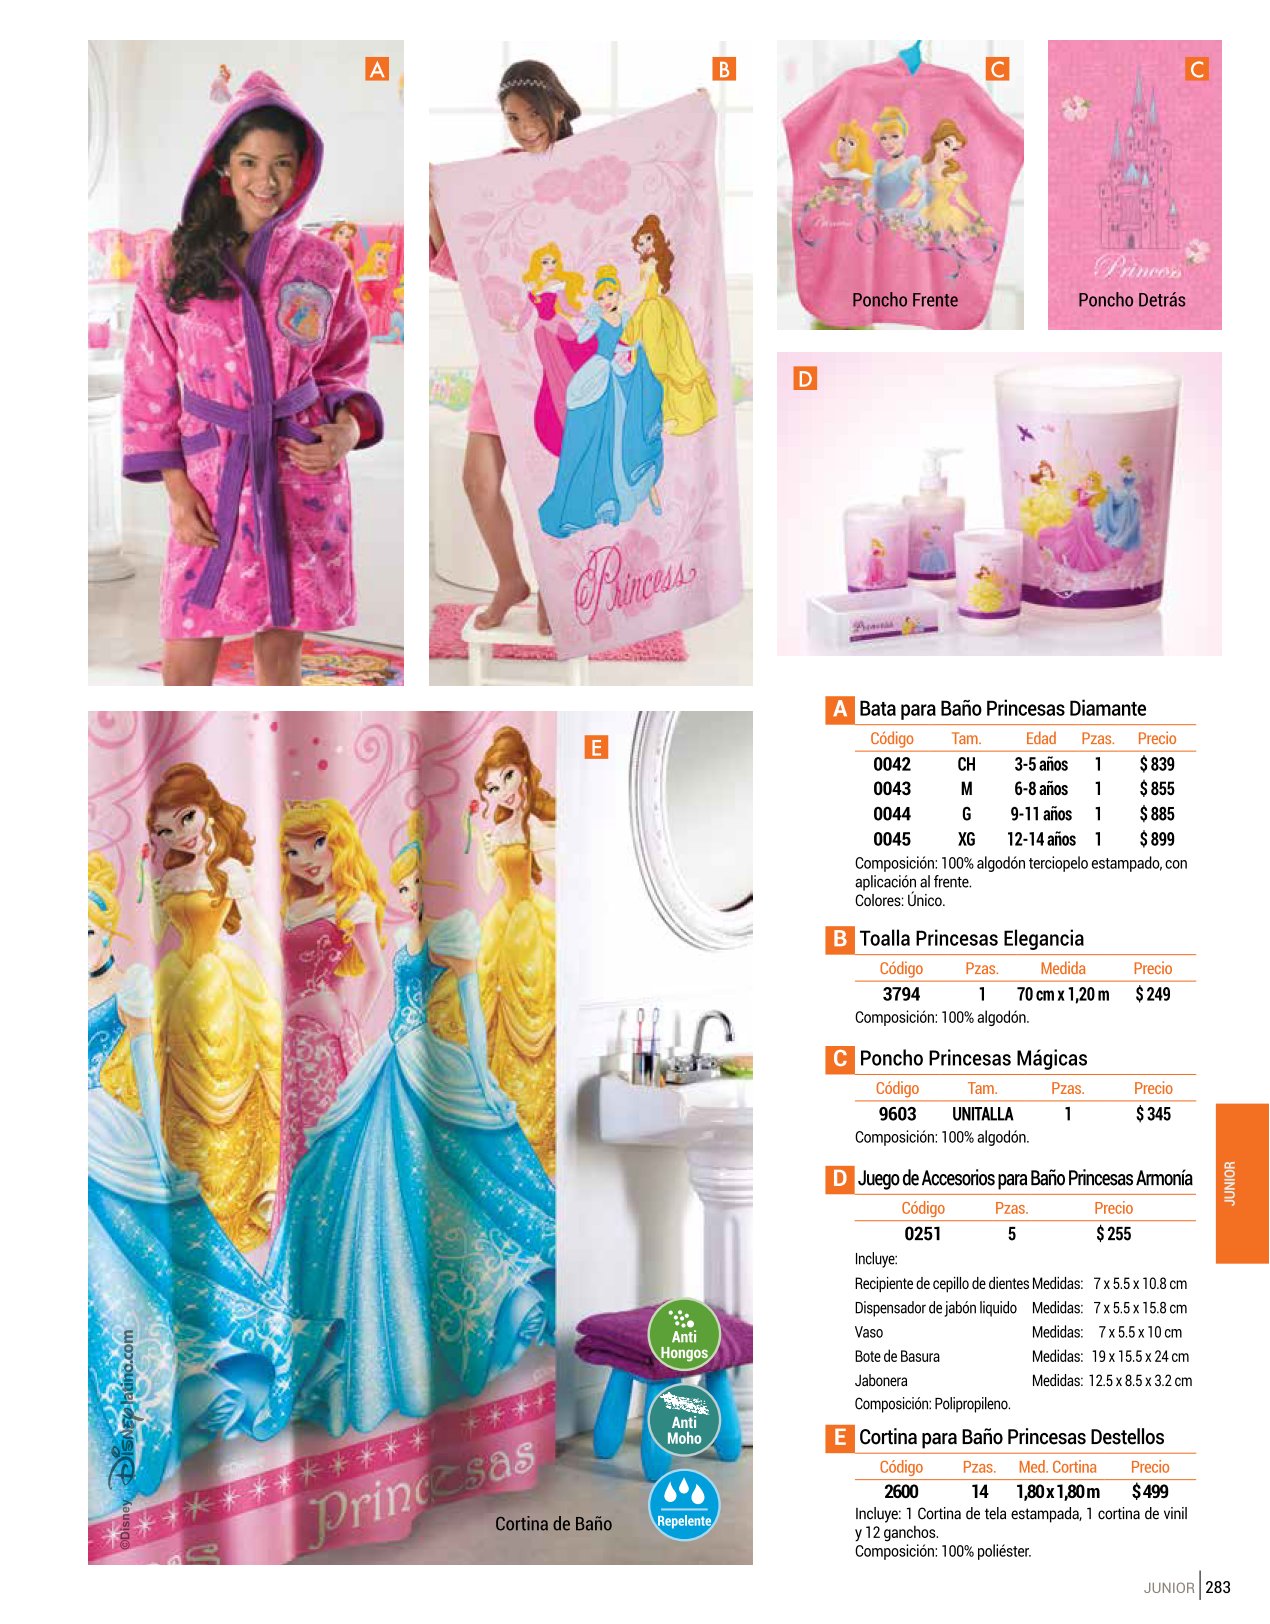 A
B
C
C
Princess
Poncho Frente
Princess
Poncho Detrás
Princess
D
Princess
E
Princesas
Anti
Hongos
Anti
Moho
Repelente
Cortina de Baño
©Disney DISNEYlatino.com
A Bata para Baño Princesas Diamante
Código Tam. Edad Pzas. Precio
0042 CH 3-5 años 1 $ 839
0043 M 6-8 años 1 $ 855
0044 G 9-11 años 1 $ 885
0045 XG 12-14 años 1 $ 899
Composición: 100% algodón terciopelo estampado, con
aplicación al frente.
Colores: Único.
B Toalla Princesas Elegancia
Código Pzas. Medida Precio
3794 1 70 cm x 1,20 m $ 249
Composición: 100% algodón.
C Poncho Princesas Mágicas
Código Tam. Pzas. Precio
9603 UNITALLA 1 $ 345
Composición: 100% algodón.
D Juego de Accesorios para Baño Princesas Armonía
Código Pzas. Precio
0251 5 $ 255
Incluye:
Recipiente de cepillo de dientes Medidas: 7 x 5.5 x 10.8 cm
Dispensador de jabón liquido Medidas: 7 x 5.5 x 15.8 cm
Vaso Medidas: 7 x 5.5 x 10 cm
Bote de Basura Medidas: 19 x 15.5 x 24 cm
Jabonera Medidas: 12.5 x 8.5 x 3.2 cm
Composición: Polipropileno.
E Cortina para Baño Princesas Destellos
Código Pzas. Med. Cortina Precio
2600 14 1,80 x 1,80 m $ 499
Incluye: 1 Cortina de tela estampada, 1 cortina de vinil
y 12 ganchos.
Composición: 100% poliéster.
JUNIOR
JUNIOR 283